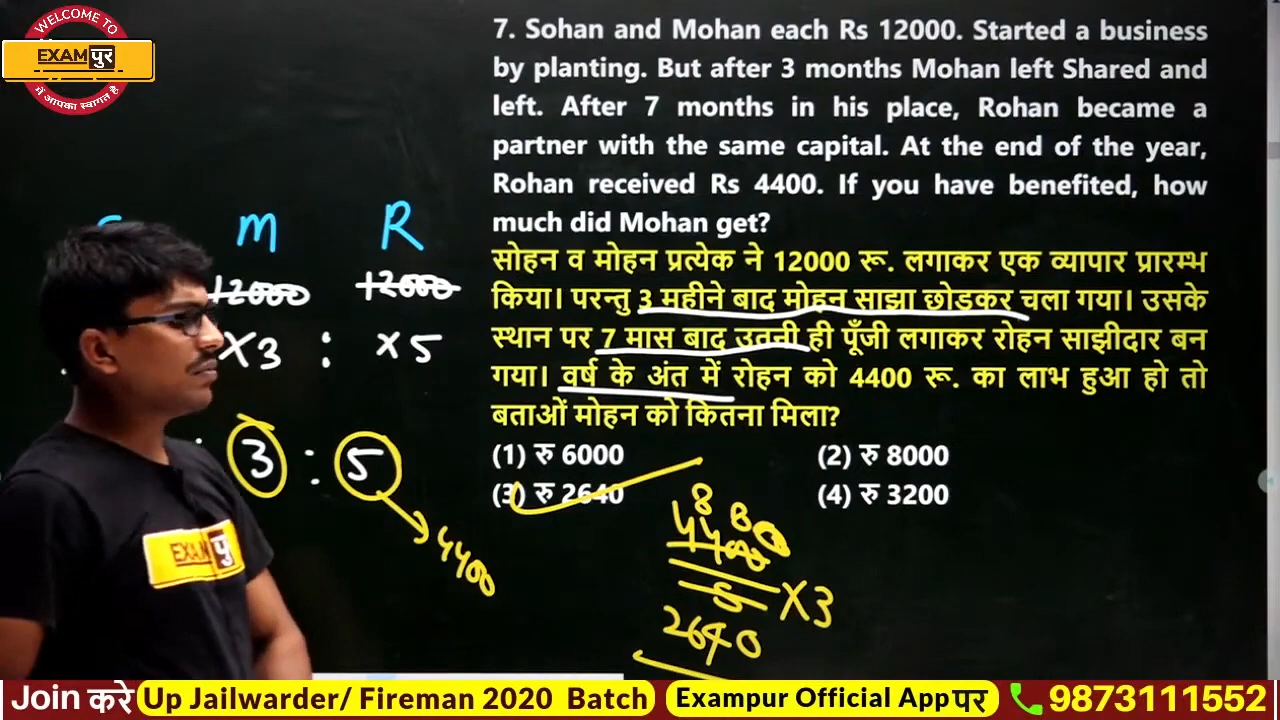 WELCOME TO
EXAMपुर
में आपका स्वागत है
7. Sohan and Mohan each Rs 12000. Started a business
by planting. But after 3 months Mohan left Shared and
left. After 7 months in his place, Rohan became a
partner with the same capital. At the end of the year,
Rohan received Rs 4400. If you have benefited, how
much did Mohan get?
सोहन व मोहन प्रत्येक ने 12000 रू. लगाकर एक व्यापार प्रारम्भ
किया। परन्तु 3 महीने बाद मोहन साझा छोडकर चला गया। उसके
स्थान पर 7 मास बाद उतनी ही पूँजी लगाकर रोहन साझीदार बन
गया। वर्ष के अंत में रोहन को 4400 रू. का लाभ हुआ हो तो
बताओं मोहन को कितना मिला?
(1) रु 6000 (2) रु 8000
(3) रु 2640 (4) रु 3200
M R
12000 12000
×3 : ×5
3 : 5
4400
880
4400
5 ×3
2640
EXAMपुर
Join करे Up Jailwarder/ Fireman 2020 Batch Exampur Official App पर 9873111552